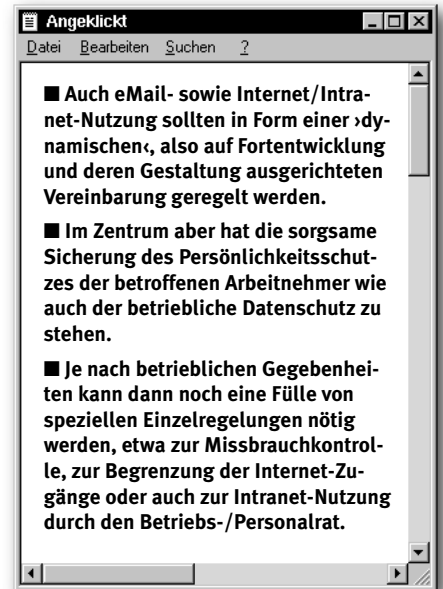 Angeklickt
Datei Bearbeiten Suchen ?
■ Auch eMail- sowie Internet/Intra-
net-Nutzung sollten in Form einer ›dy-
namischen‹, also auf Fortentwicklung
und deren Gestaltung ausgerichteten
Vereinbarung geregelt werden.
■ Im Zentrum aber hat die sorgsame
Sicherung des Persönlichkeitsschut-
zes der betroffenen Arbeitnehmer wie
auch der betriebliche Datenschutz zu
stehen.
■ Je nach betrieblichen Gegebenhei-
ten kann dann noch eine Fülle von
speziellen Einzelregelungen nötig
werden, etwa zur Missbrauchkontrol-
le, zur Begrenzung der Internet-Zu-
gänge oder auch zur Intranet-Nutzung
durch den Betriebs-/Personalrat.